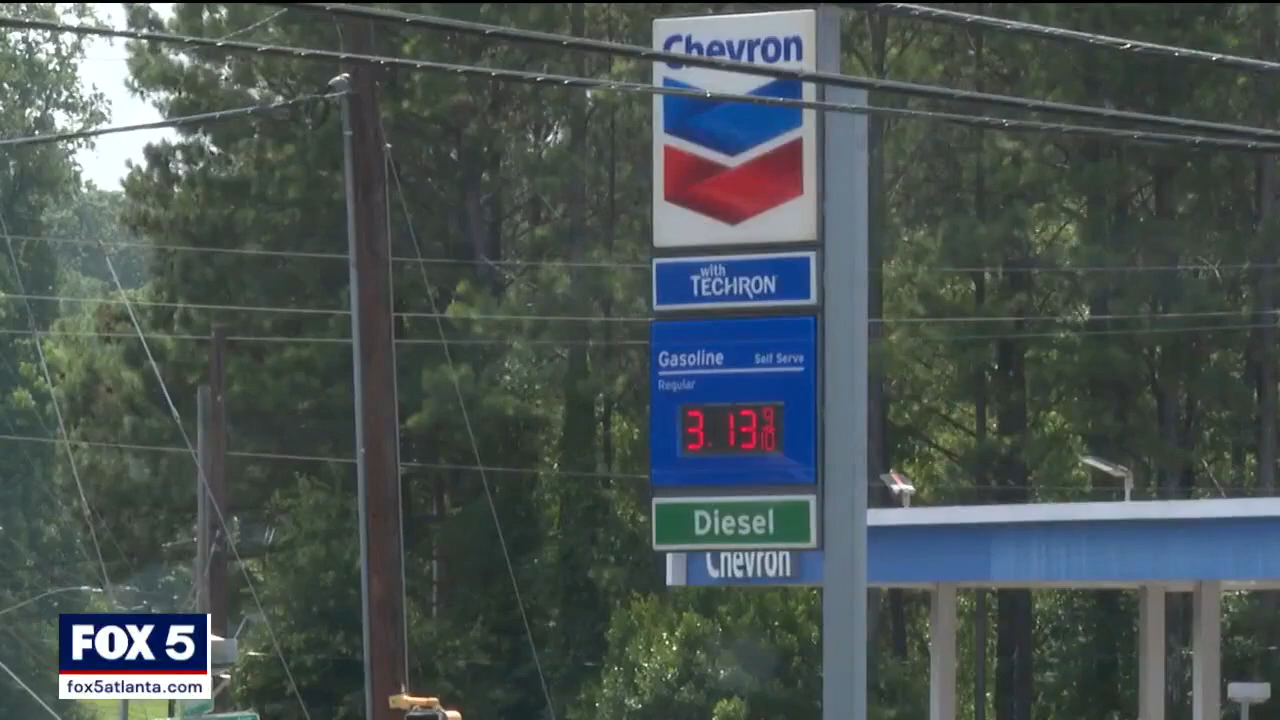 Chevron
with
TECHRON
Gasoline Self Serve
Regular
3.13 9/10
Diesel
Chevron
FOX 5
fox5atlanta.com